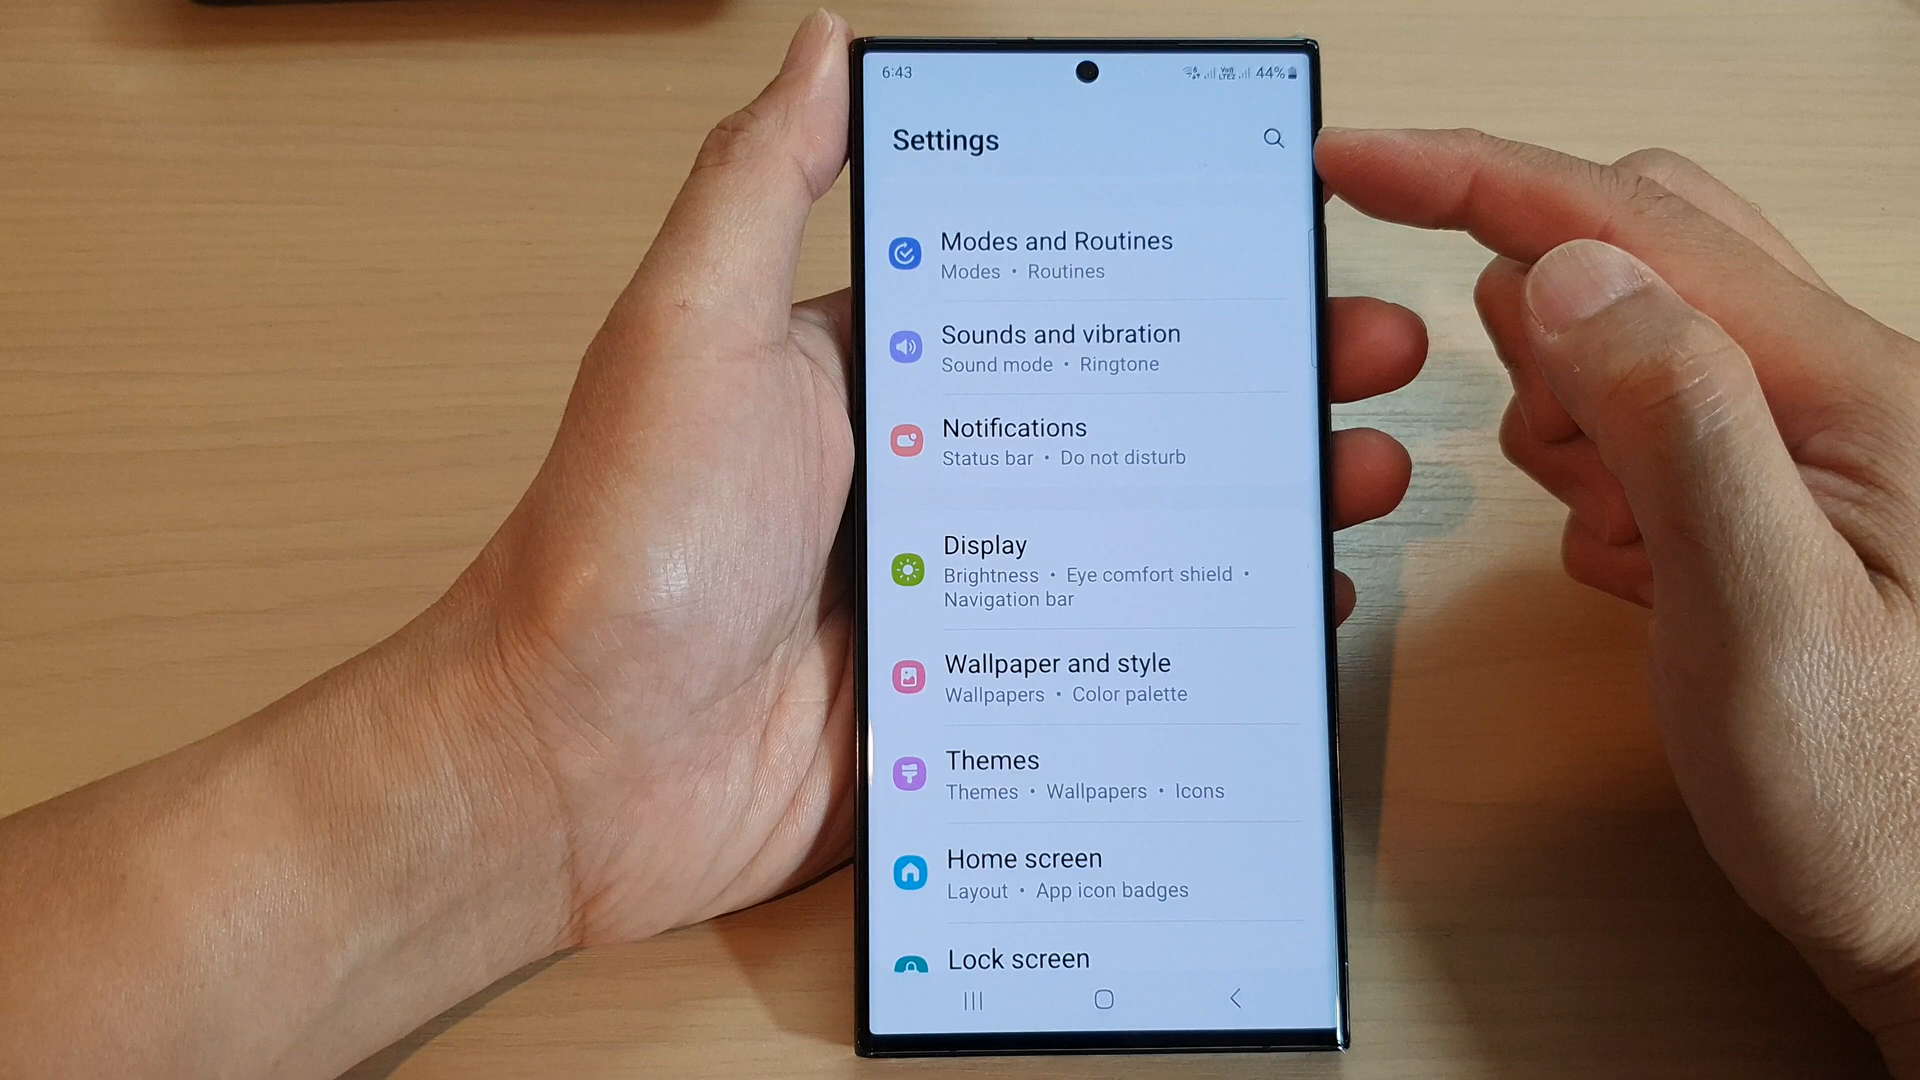 6:43
44%
Settings
Modes and Routines
Modes • Routines
Sounds and vibration
Sound mode • Ringtone
Notifications
Status bar • Do not disturb
Display
Brightness • Eye comfort shield •
Navigation bar
Wallpaper and style
Wallpapers • Color palette
Themes
Themes • Wallpapers • Icons
Home screen
Layout • App icon badges
Lock screen